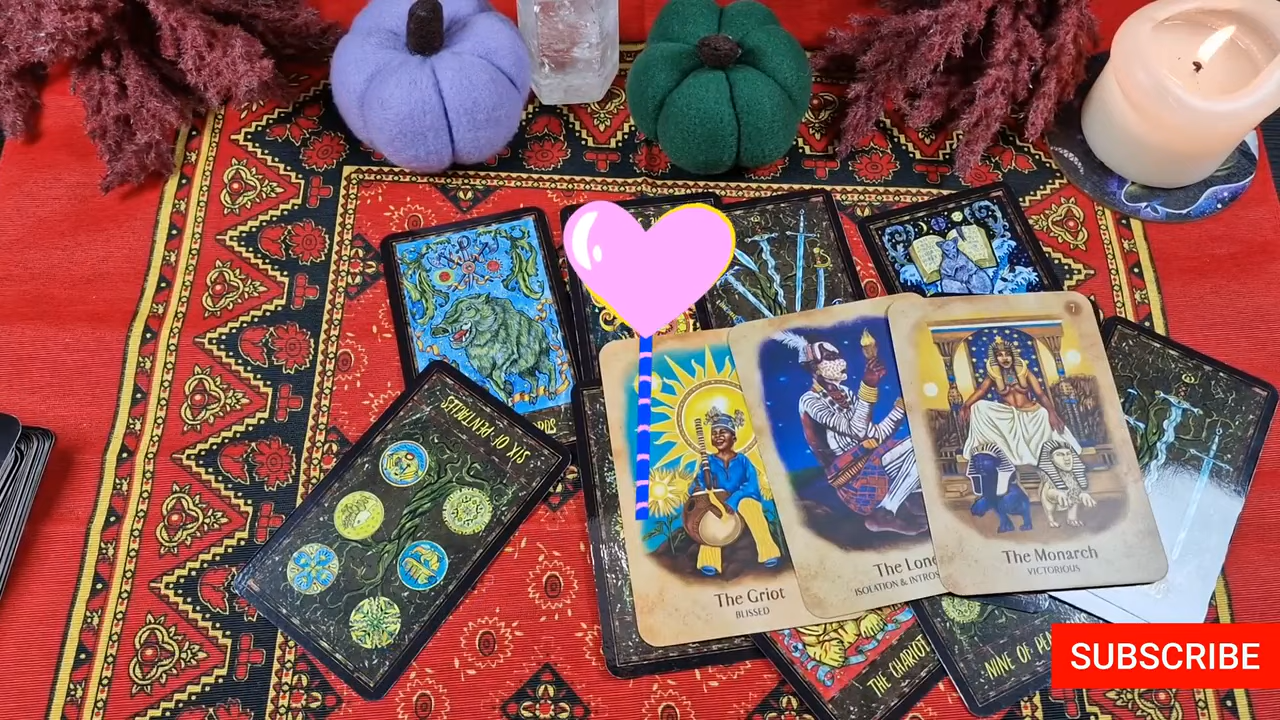 SIX OF PENTACLES
The Griot
BLESSED
The Lone
ISOLATION & INTROS
7
The Monarch
VICTORIOUS
THE CHARIOT
NINE OF PE
SUBSCRIBE